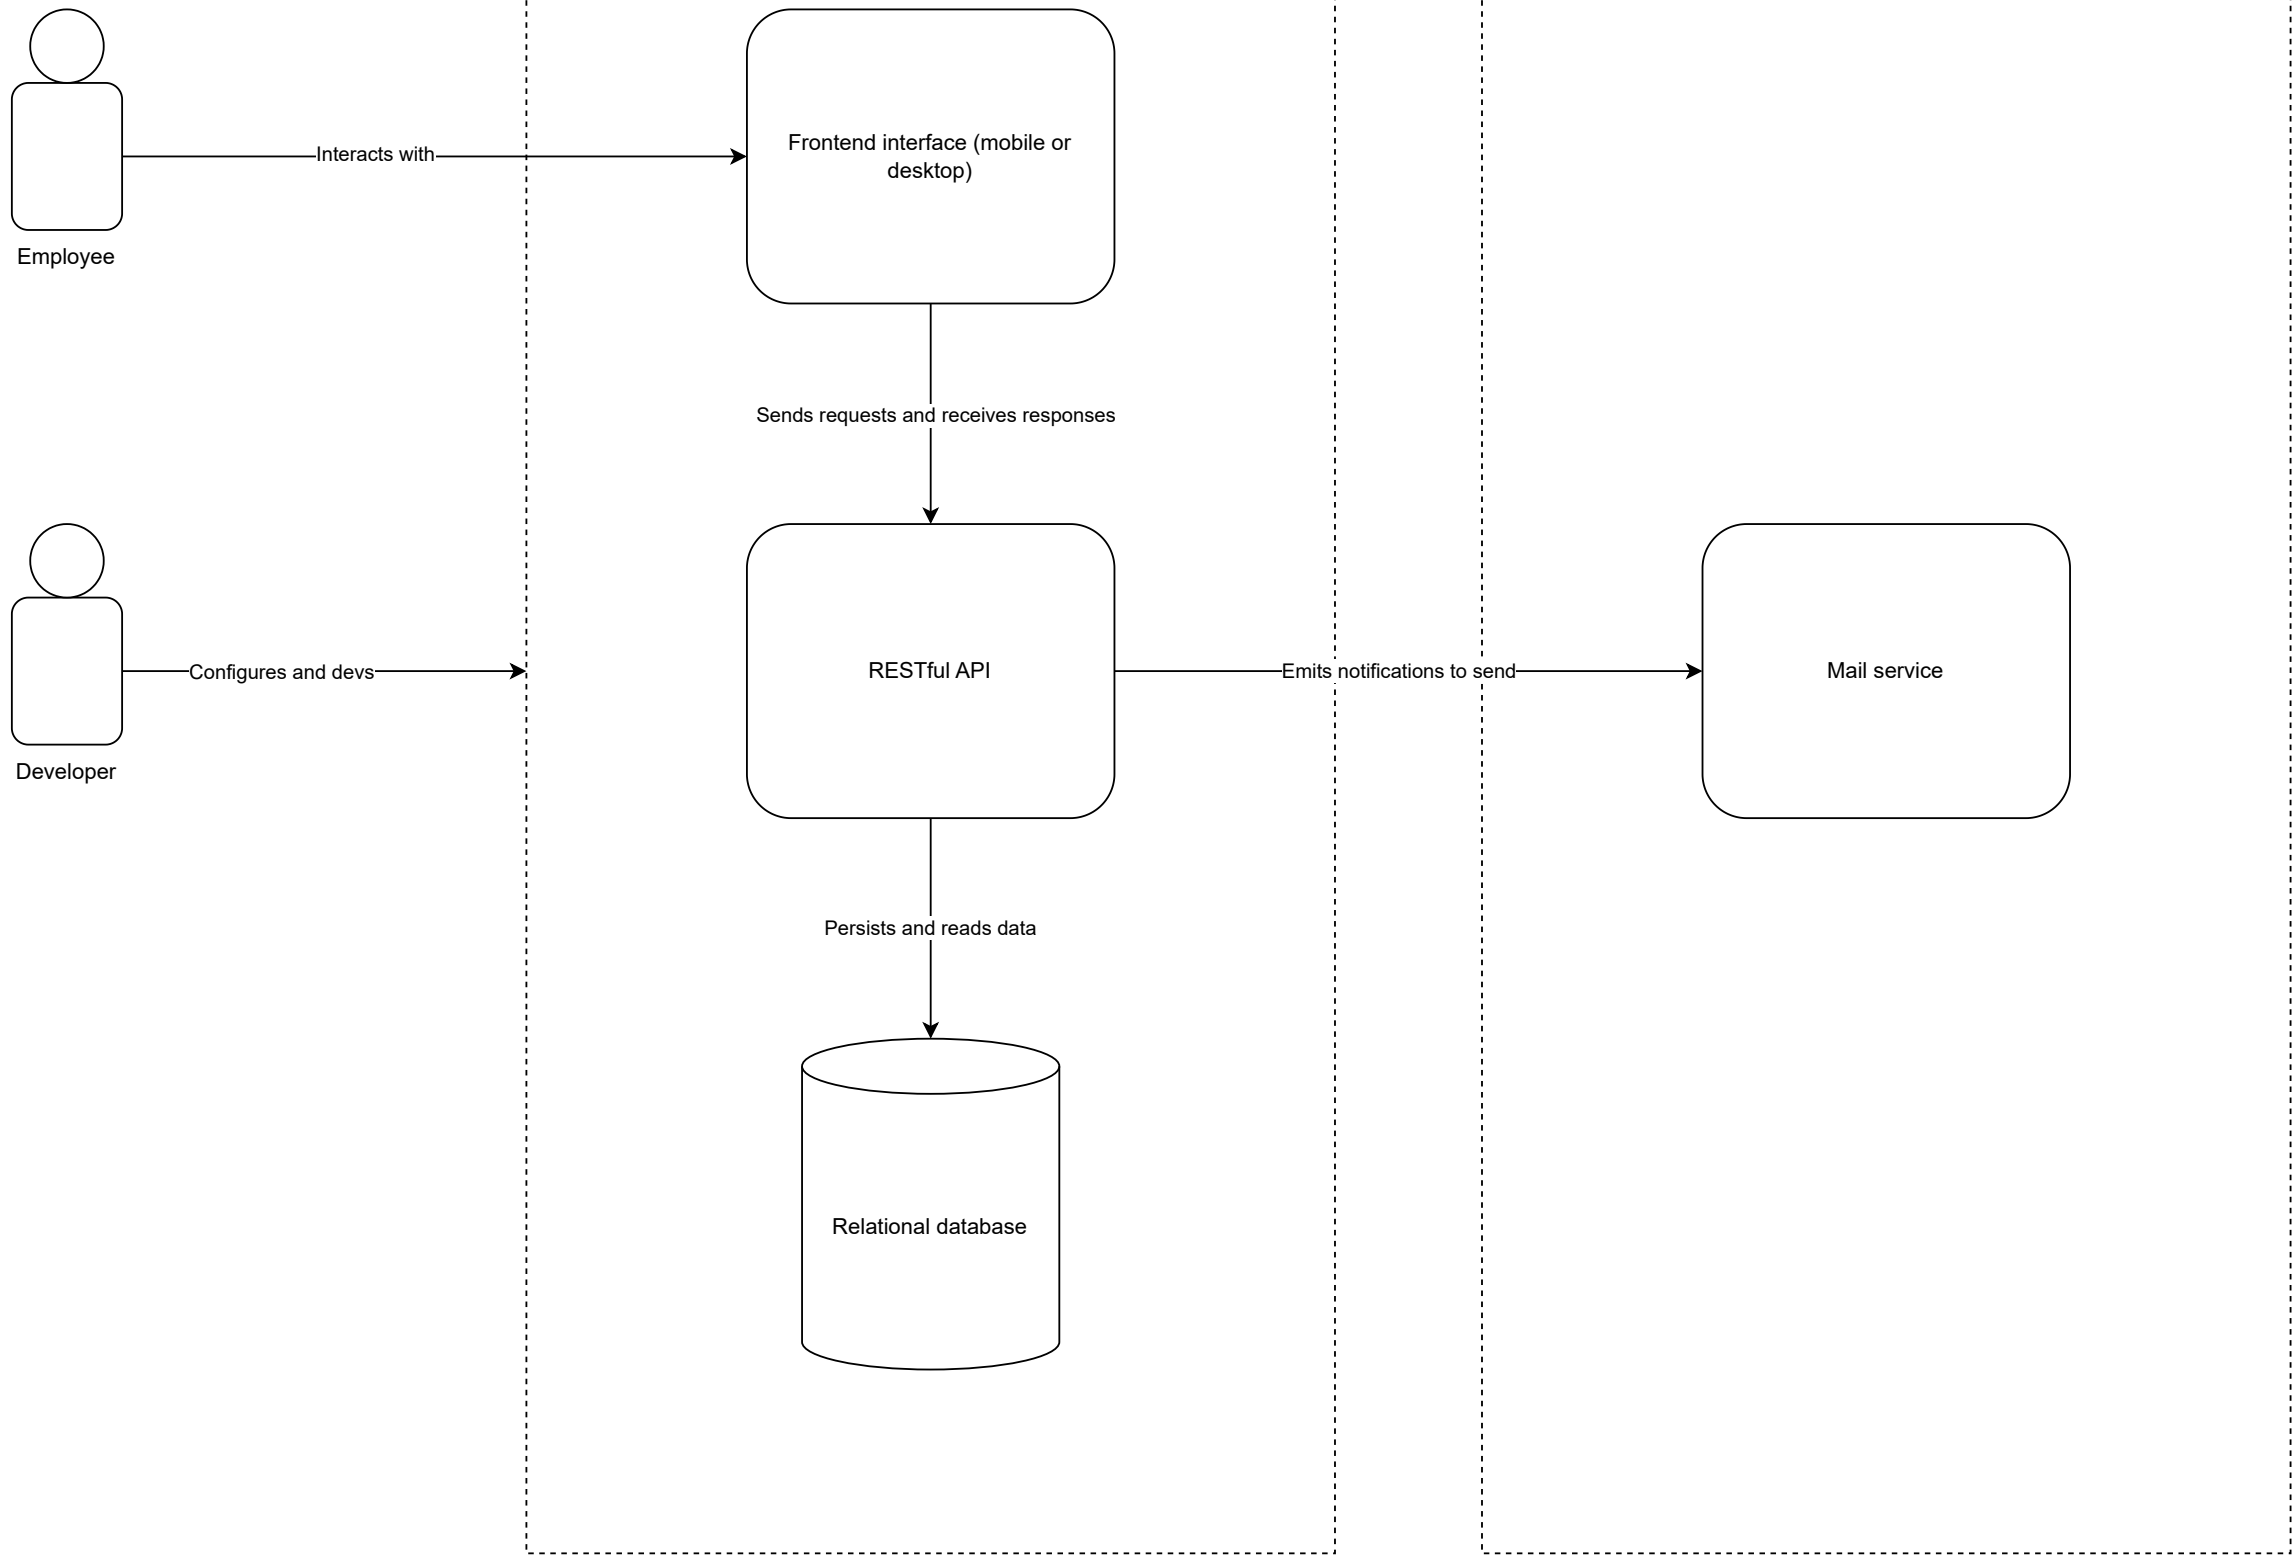 Interacts with
Frontend interface (mobile or
desktop)
Employee
Sends requests and receives responses
Configures and devs
RESTful API
Emits notifications to send
Mail service
Developer
Persists and reads data
Relational database